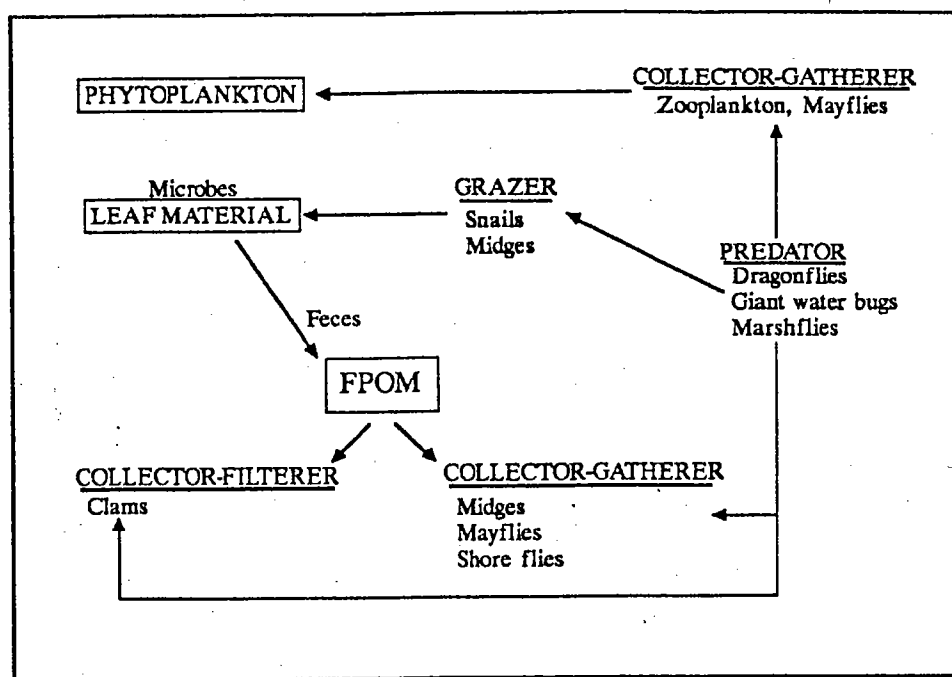 PHYTOPLANKTON
COLLECTOR-GATHERER
Zooplankton, Mayflies
Microbes
LEAF MATERIAL
GRAZER
Snails
Midges
PREDATOR
Dragonflies
Giant water bugs
Marshflies
Feces
FPOM
COLLECTOR-FILTERER
Clams
COLLECTOR-GATHERER
Midges
Mayflies
Shore flies